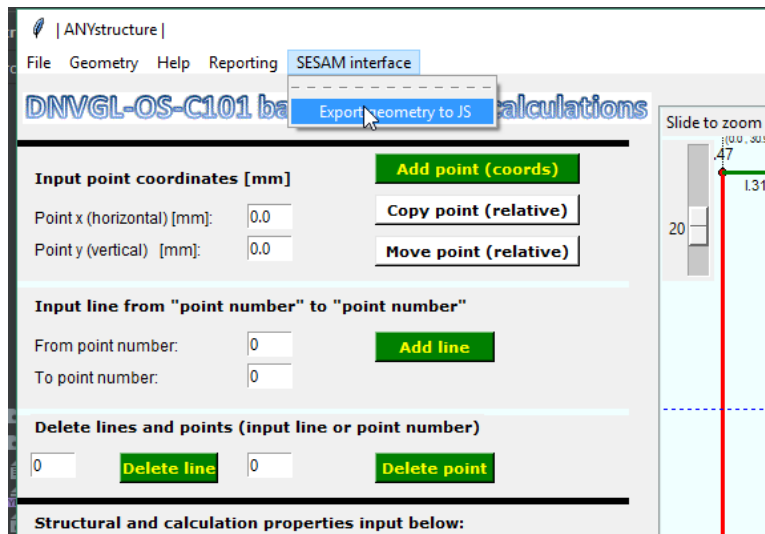 | ANYstructure |
File Geometry Help Reporting SESAM interface
Export geometry to JS
DNVGL-OS-C101 calculations
Slide to zoom
.47
l.31
20
Input point coordinates [mm]
Add point (coords)
Point x (horizontal) [mm]: 0.0
Copy point (relative)
Point y (vertical) [mm]: 0.0
Move point (relative)
Input line from "point number" to "point number"
From point number: 0
Add line
To point number: 0
Delete lines and points (input line or point number)
0 Delete line 0 Delete point
Structural and calculation properties input below: